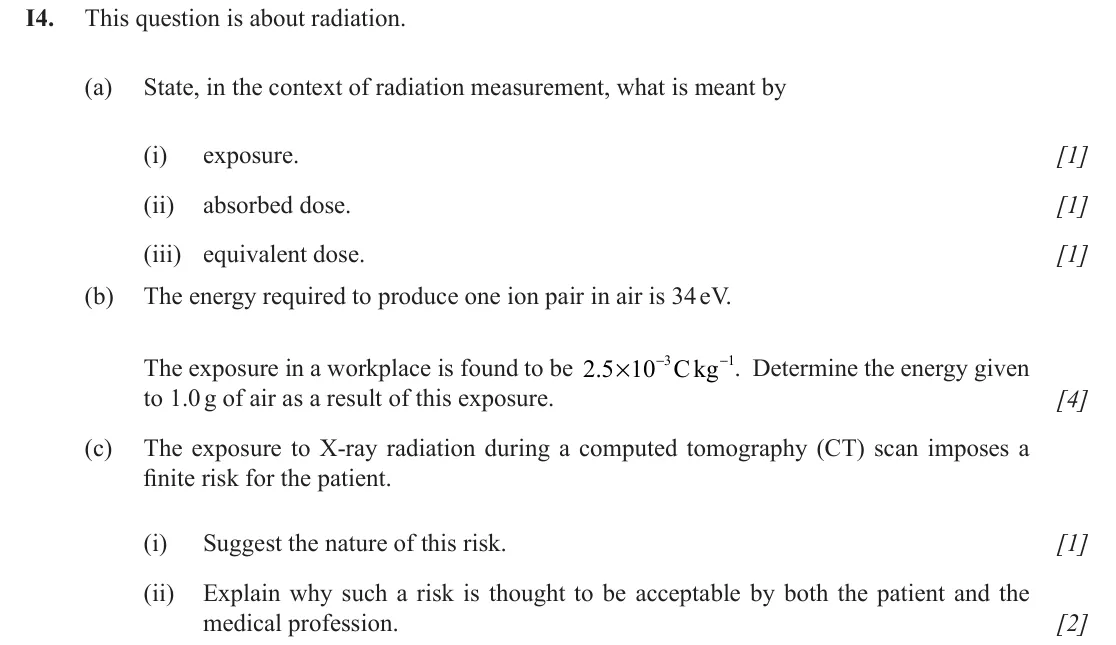 I4. This question is about radiation.
(a) State, in the context of radiation measurement, what is meant by
(i) exposure. [1]
(ii) absorbed dose. [1]
(iii) equivalent dose. [1]
(b) The energy required to produce one ion pair in air is 34 eV.
The exposure in a workplace is found to be 2.5×10⁻³ C kg⁻¹. Determine the energy given
to 1.0 g of air as a result of this exposure. [4]
(c) The exposure to X-ray radiation during a computed tomography (CT) scan imposes a
finite risk for the patient.
(i) Suggest the nature of this risk. [1]
(ii) Explain why such a risk is thought to be acceptable by both the patient and the
medical profession. [2]